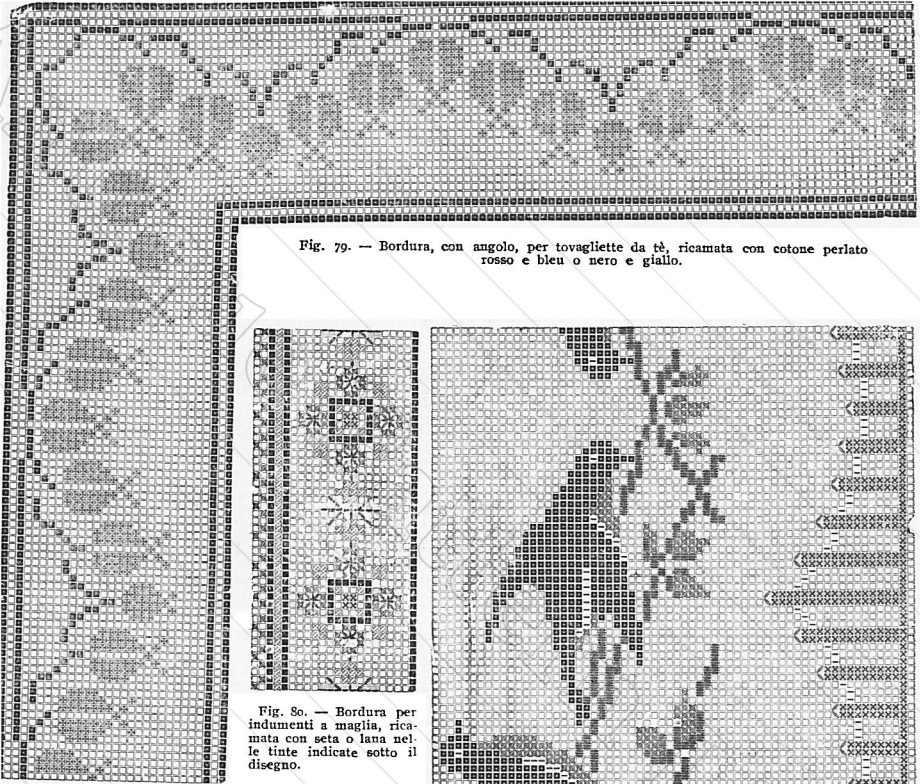 Fig. 79. — Bordura, con angolo, per tovagliette da tè, ricamata con cotone perlato
rosso e bleu o nero e giallo.
Fig. 80. — Bordura per
indumenti a maglia, rica-
mata con seta o lana nel-
le tinte indicate sotto il
disegno.